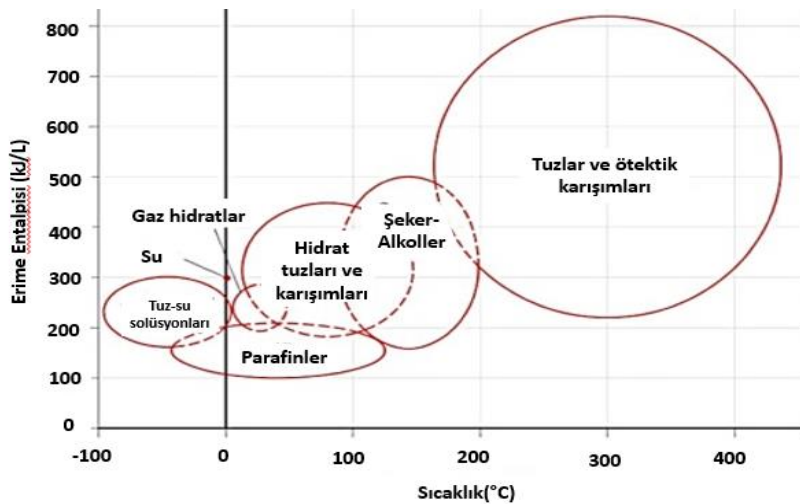 800
700
600
500
400
300
200
100
0
-100
0
100
200
300
400
Erime Entalpisi (kJ/L)
Sıcaklık(°C)
Gaz hidratlar
Su
Tuz-su
solüsyonları
Hidrat
tuzları ve
karışımları
Şeker-
Alkoller
Parafinler
Tuzlar ve ötektik
karışımları